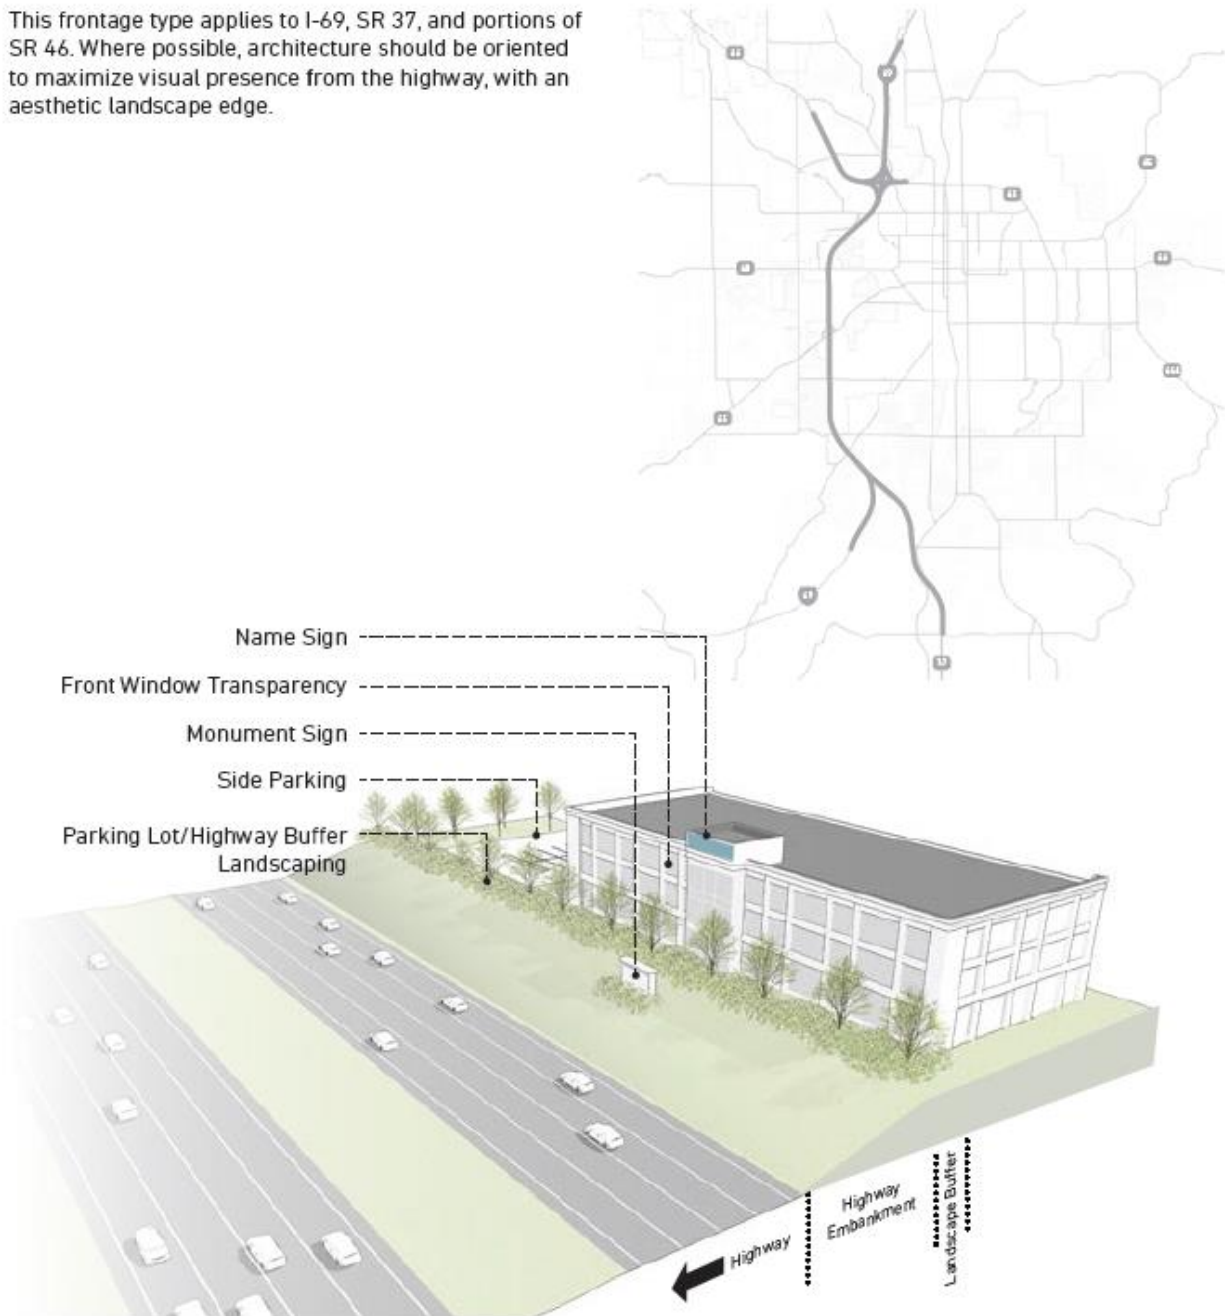 This frontage type applies to I-69, SR 37, and portions of
SR 46. Where possible, architecture should be oriented
to maximize visual presence from the highway, with an
aesthetic landscape edge.
Name Sign
Front Window Transparency
Monument Sign
Side Parking
Parking Lot/Highway Buffer
Landscaping
Highway
Highway
Embankment
Landscape Buffer